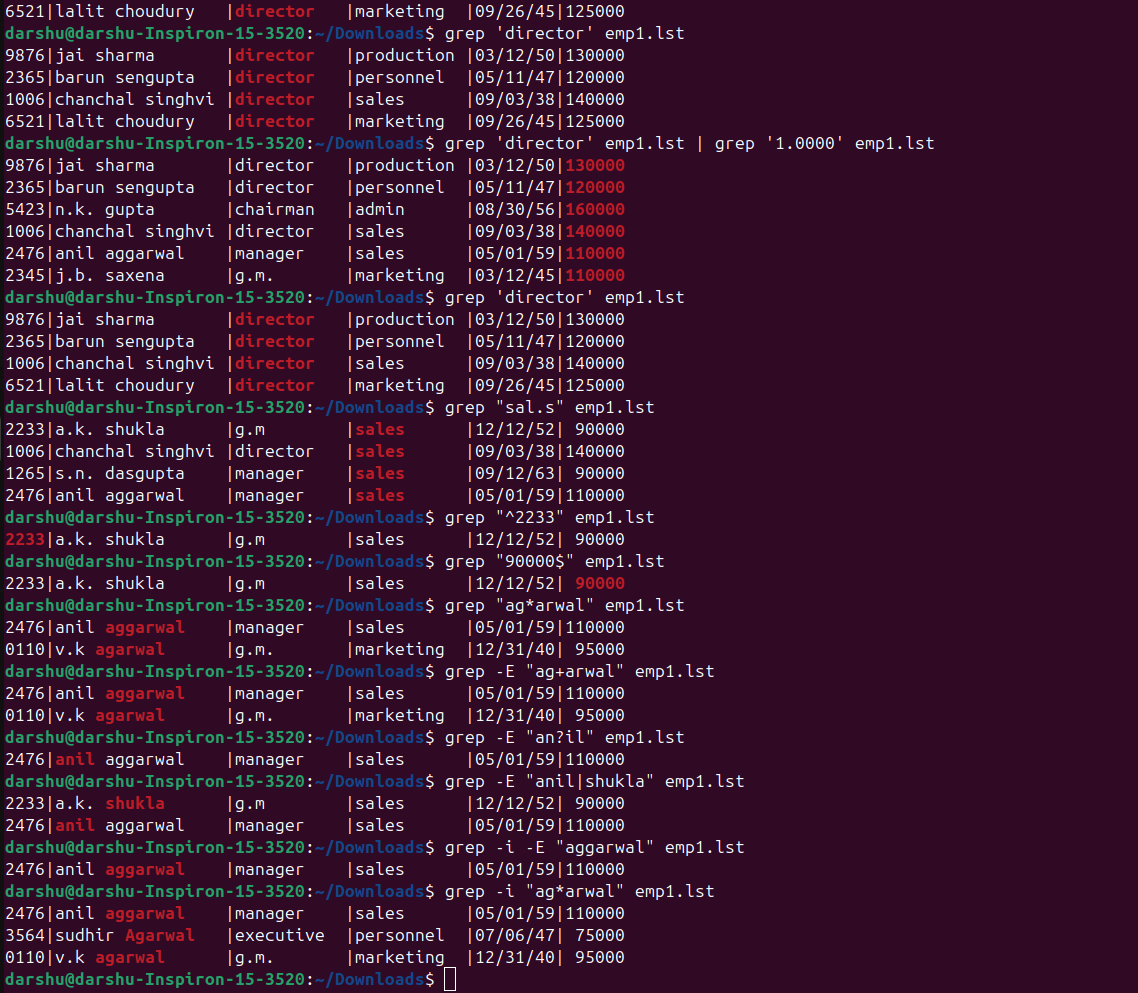 6521|lalit choudury   |director   |marketing  |09/26/45|125000
darshu@darshu-Inspiron-15-3520:~/Downloads$ grep 'director' emp1.lst
9876|jai sharma       |director   |production |03/12/50|130000
2365|barun sengupta   |director   |personnel  |05/11/47|120000
1006|chanchal singhvi |director   |sales      |09/03/38|140000
6521|lalit choudury   |director   |marketing  |09/26/45|125000
darshu@darshu-Inspiron-15-3520:~/Downloads$ grep 'director' emp1.lst | grep '1.0000' emp1.lst
9876|jai sharma       |director   |production |03/12/50|130000
2365|barun sengupta   |director   |personnel  |05/11/47|120000
5423|n.k. gupta       |chairman   |admin      |08/30/56|160000
1006|chanchal singhvi |director   |sales      |09/03/38|140000
2476|anil aggarwal    |manager    |sales      |05/01/59|110000
2345|j.b. saxena      |g.m.       |marketing  |03/12/45|110000
darshu@darshu-Inspiron-15-3520:~/Downloads$ grep 'director' emp1.lst
9876|jai sharma       |director   |production |03/12/50|130000
2365|barun sengupta   |director   |personnel  |05/11/47|120000
1006|chanchal singhvi |director   |sales      |09/03/38|140000
6521|lalit choudury   |director   |marketing  |09/26/45|125000
darshu@darshu-Inspiron-15-3520:~/Downloads$ grep "sal.s" emp1.lst
2233|a.k. shukla      |g.m        |sales      |12/12/52| 90000
1006|chanchal singhvi |director   |sales      |09/03/38|140000
1265|s.n. dasgupta    |manager    |sales      |09/12/63| 90000
2476|anil aggarwal    |manager    |sales      |05/01/59|110000
darshu@darshu-Inspiron-15-3520:~/Downloads$ grep "^2233" emp1.lst
2233|a.k. shukla      |g.m        |sales      |12/12/52| 90000
darshu@darshu-Inspiron-15-3520:~/Downloads$ grep "90000$" emp1.lst
2233|a.k. shukla      |g.m        |sales      |12/12/52| 90000
darshu@darshu-Inspiron-15-3520:~/Downloads$ grep "ag*arwal" emp1.lst
2476|anil aggarwal    |manager    |sales      |05/01/59|110000
0110|v.k agarwal      |g.m.       |marketing  |12/31/40| 95000
darshu@darshu-Inspiron-15-3520:~/Downloads$ grep -E "ag+arwal" emp1.lst
2476|anil aggarwal    |manager    |sales      |05/01/59|110000
0110|v.k agarwal      |g.m.       |marketing  |12/31/40| 95000
darshu@darshu-Inspiron-15-3520:~/Downloads$ grep -E "an?il" emp1.lst
2476|anil aggarwal    |manager    |sales      |05/01/59|110000
darshu@darshu-Inspiron-15-3520:~/Downloads$ grep -E "anil|shukla" emp1.lst
2233|a.k. shukla      |g.m        |sales      |12/12/52| 90000
2476|anil aggarwal    |manager    |sales      |05/01/59|110000
darshu@darshu-Inspiron-15-3520:~/Downloads$ grep -i -E "aggarwal" emp1.lst
2476|anil aggarwal    |manager    |sales      |05/01/59|110000
darshu@darshu-Inspiron-15-3520:~/Downloads$ grep -i "ag*arwal" emp1.lst
2476|anil aggarwal    |manager    |sales      |05/01/59|110000
3564|sudhir Agarwal   |executive  |personnel  |07/06/47| 75000
0110|v.k agarwal      |g.m.       |marketing  |12/31/40| 95000
darshu@darshu-Inspiron-15-3520:~/Downloads$